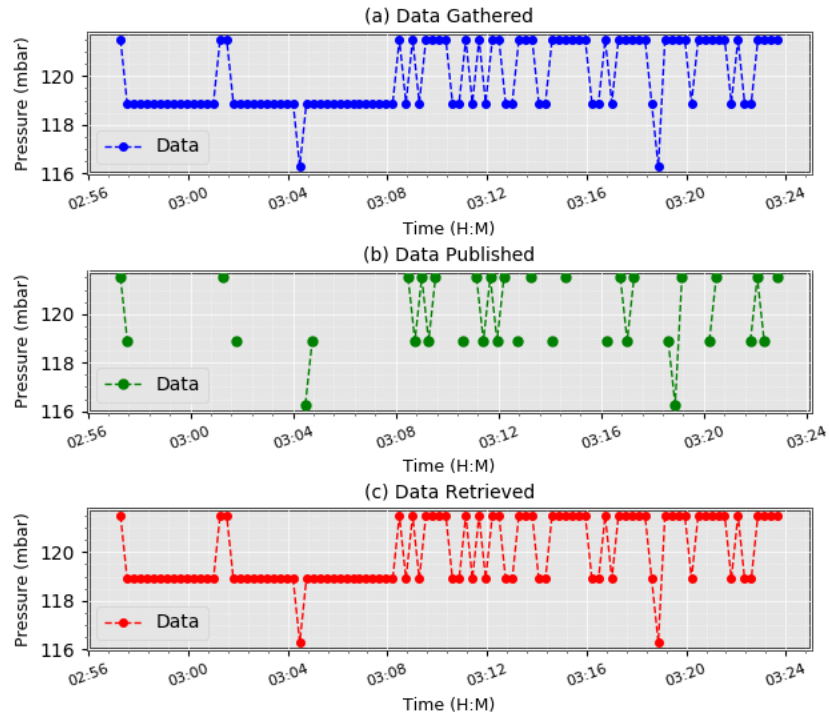 (a) Data Gathered
Pressure (mbar)
120
118
116
Data
02:56 03:00 03:04 03:08 03:12 03:16 03:20 03:24
Time (H:M)
(b) Data Published
Pressure (mbar)
120
118
116
Data
02:56 03:00 03:04 03:08 03:12 03:16 03:20 03:24
Time (H:M)
(c) Data Retrieved
Pressure (mbar)
120
118
116
Data
02:56 03:00 03:04 03:08 03:12 03:16 03:20 03:24
Time (H:M)